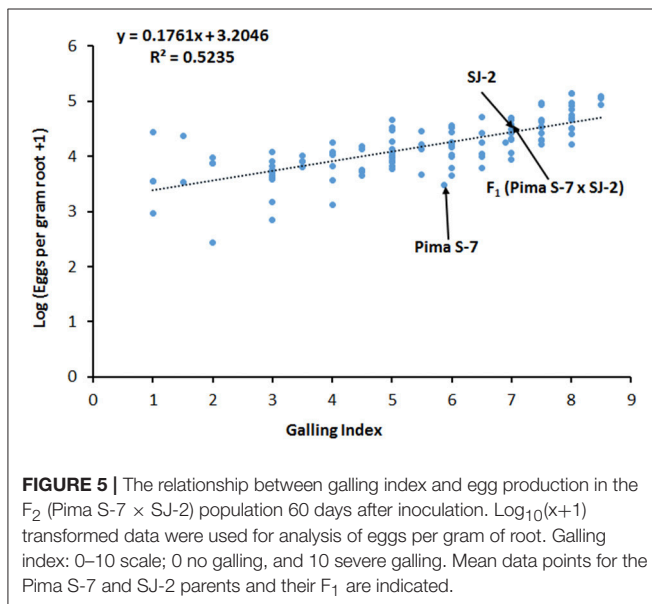 y = 0.1761x + 3.2046
R² = 0.5235
6
5
4
3
2
1
0
Log (Eggs per gram root +1)
SJ-2
F₁ (Pima S-7 x SJ-2)
Pima S-7
0 1 2 3 4 5 6 7 8 9
Galling Index
FIGURE 5 | The relationship between galling index and egg production in the
F₂ (Pima S-7 × SJ-2) population 60 days after inoculation. Log₁₀(x+1)
transformed data were used for analysis of eggs per gram of root. Galling
index: 0–10 scale; 0 no galling, and 10 severe galling. Mean data points for the
Pima S-7 and SJ-2 parents and their F₁ are indicated.